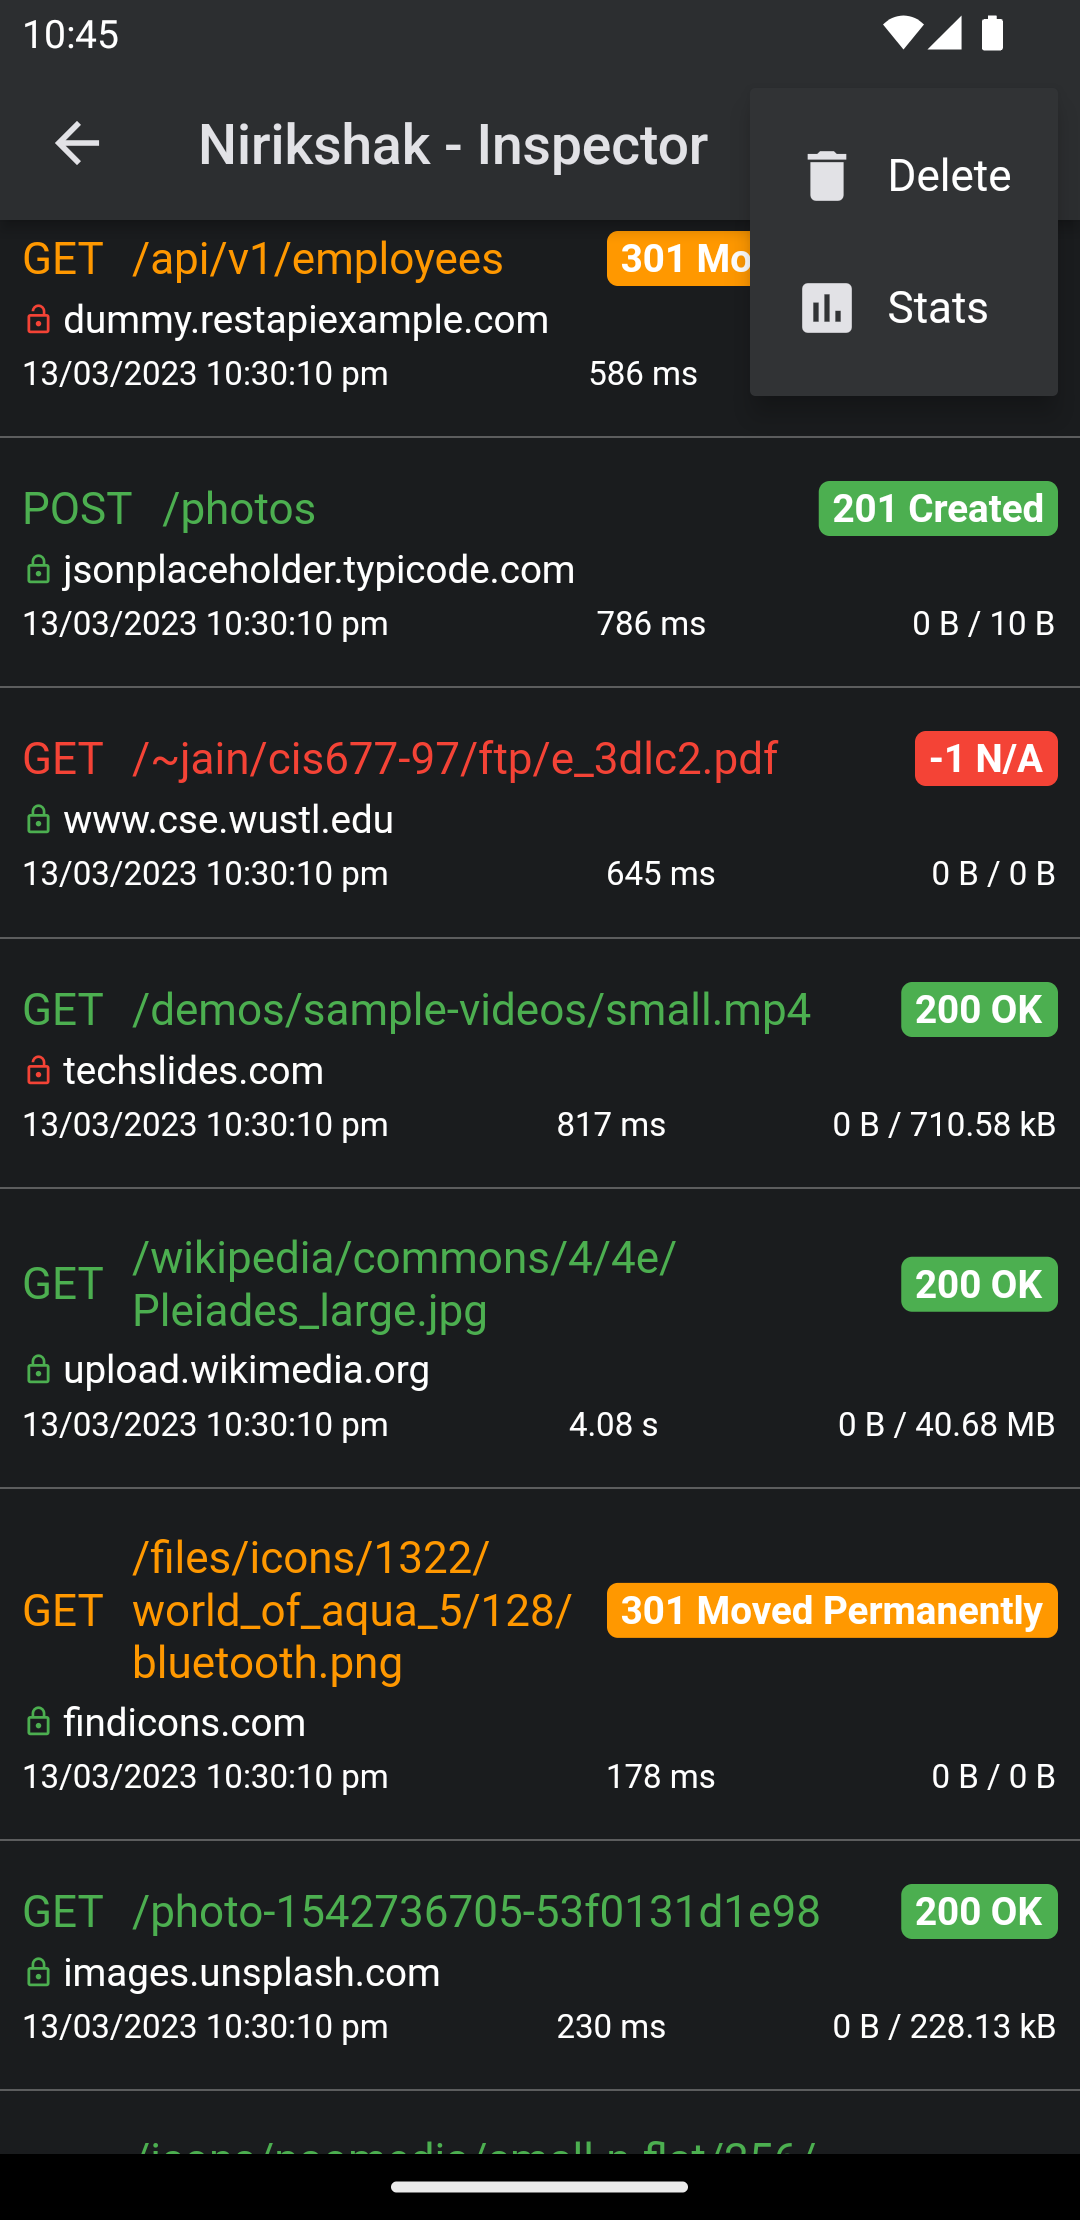 10:45
Nirikshak - Inspector
Delete
Stats
GET /api/v1/employees 301 Mo
dummy.restapiexample.com
13/03/2023 10:30:10 pm 586 ms
POST /photos 201 Created
jsonplaceholder.typicode.com
13/03/2023 10:30:10 pm 786 ms 0 B / 10 B
GET /~jain/cis677-97/ftp/e_3dlc2.pdf -1 N/A
www.cse.wustl.edu
13/03/2023 10:30:10 pm 645 ms 0 B / 0 B
GET /demos/sample-videos/small.mp4 200 OK
techslides.com
13/03/2023 10:30:10 pm 817 ms 0 B / 710.58 kB
GET /wikipedia/commons/4/4e/
Pleiades_large.jpg 200 OK
upload.wikimedia.org
13/03/2023 10:30:10 pm 4.08 s 0 B / 40.68 MB
/files/icons/1322/
GET world_of_aqua_5/128/ 301 Moved Permanently
bluetooth.png
findicons.com
13/03/2023 10:30:10 pm 178 ms 0 B / 0 B
GET /photo-1542736705-53f0131d1e98 200 OK
images.unsplash.com
13/03/2023 10:30:10 pm 230 ms 0 B / 228.13 kB